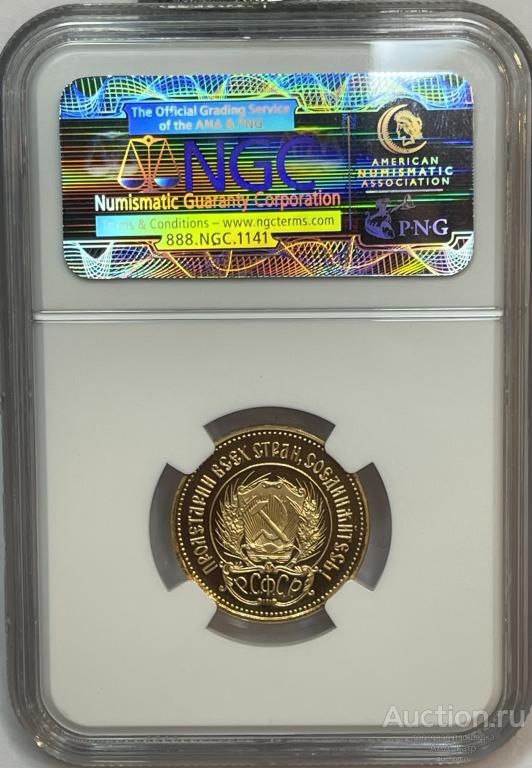 The Official Grading Service
of the ANA & PNG
NGC
Numismatic Guaranty Corporation
Terms & Conditions – www.ngcterms.com
888.NGC.1141
AMERICAN
NUMISMATIC
ASSOCIATION
P·N·G
ПРОЛЕТАРИИ ВСЕХ СТРАН, СОЕДИНЯЙТЕСЬ!
Р.С.Ф.С.Р.
Auction.ru